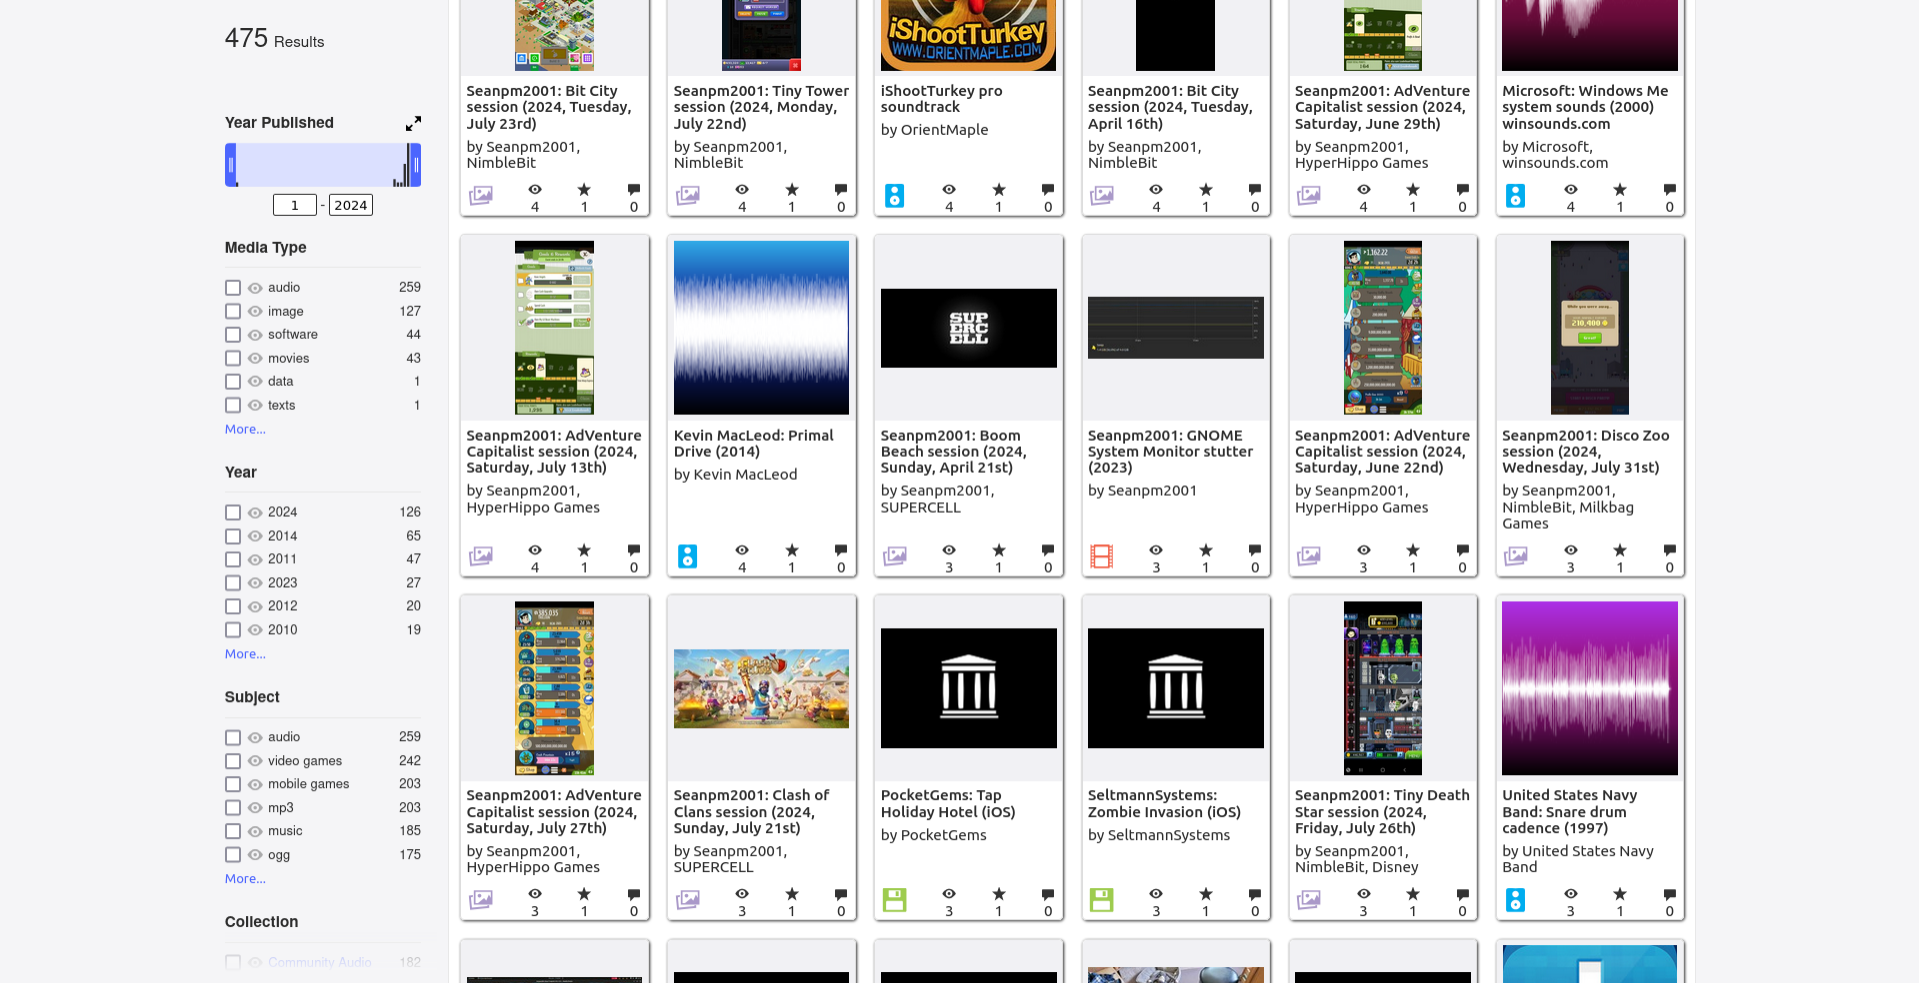 475 Results
Year Published
1 - 2024
Media Type
audio 259
image 127
software 44
movies 43
data 1
texts 1
More...
Year
2024 126
2014 65
2011 47
2023 27
2012 20
2010 19
More...
Subject
audio 259
video games 242
mobile games 203
mp3 203
music 185
ogg 175
More...
Collection
Community Audio 182
Seanpm2001: Bit City
session (2024, Tuesday,
July 23rd)
by Seanpm2001,
NimbleBit
4 1 0
Seanpm2001: Tiny Tower
session (2024, Monday,
July 22nd)
by Seanpm2001,
NimbleBit
4 1 0
iShootTurkey
WWW.ORIENTMAPLE.COM
iShootTurkey pro
soundtrack
by OrientMaple
4 1 0
Seanpm2001: Bit City
session (2024, Tuesday,
April 16th)
by Seanpm2001,
NimbleBit
4 1 0
Seanpm2001: AdVenture
Capitalist session (2024,
Saturday, June 29th)
by Seanpm2001,
HyperHippo Games
4 1 0
Microsoft: Windows Me
system sounds (2000)
winsounds.com
by Microsoft,
winsounds.com
4 1 0
Seanpm2001: AdVenture
Capitalist session (2024,
Saturday, July 13th)
by Seanpm2001,
HyperHippo Games
4 1 0
Kevin MacLeod: Primal
Drive (2014)
by Kevin MacLeod
4 1 0
SUP
ERC
ELL
Seanpm2001: Boom
Beach session (2024,
Sunday, April 21st)
by Seanpm2001,
SUPERCELL
3 1 0
Seanpm2001: GNOME
System Monitor stutter
(2023)
by Seanpm2001
3 1 0
Seanpm2001: AdVenture
Capitalist session (2024,
Saturday, June 22nd)
by Seanpm2001,
HyperHippo Games
3 1 0
210,400
Seanpm2001: Disco Zoo
session (2024,
Wednesday, July 31st)
by Seanpm2001,
NimbleBit, Milkbag
Games
3 1 0
Seanpm2001: AdVenture
Capitalist session (2024,
Saturday, July 27th)
by Seanpm2001,
HyperHippo Games
3 1 0
Seanpm2001: Clash of
Clans session (2024,
Sunday, July 21st)
by Seanpm2001,
SUPERCELL
3 1 0
PocketGems: Tap
Holiday Hotel (iOS)
by PocketGems
3 1 0
SeltmannSystems:
Zombie Invasion (iOS)
by SeltmannSystems
3 1 0
Seanpm2001: Tiny Death
Star session (2024,
Friday, July 26th)
by Seanpm2001,
NimbleBit, Disney
3 1 0
United States Navy
Band: Snare drum
cadence (1997)
by United States Navy
Band
3 1 0